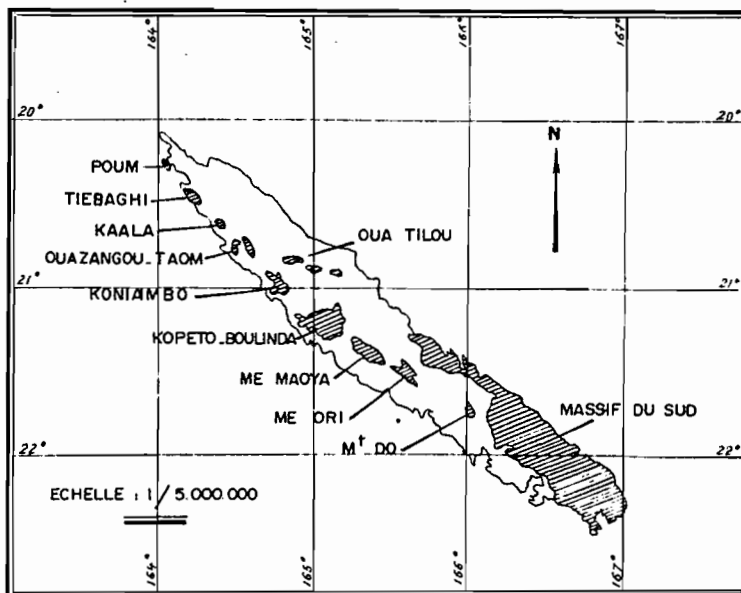 164°
165°
166°
167°
20°
20°
N
POUM
TIEBAGHI
KAALA
OUA TILOU
OUAZANGOU_TAOM
21°
21°
KONIAMBO
KOPETO_BOULINDA
ME MAOYA
MASSIF DU SUD
ME ORI
Mt DO
22°
22°
ECHELLE : 1 / 5.000.000
164°
165°
166°
167°